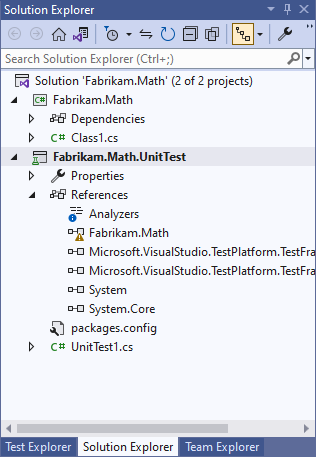 Solution Explorer
Search Solution Explorer (Ctrl+;)
Solution 'Fabrikam.Math' (2 of 2 projects)
C# Fabrikam.Math
Dependencies
C# Class1.cs
Fabrikam.Math.UnitTest
Properties
References
Analyzers
Fabrikam.Math
Microsoft.VisualStudio.TestPlatform.TestFra
Microsoft.VisualStudio.TestPlatform.TestFra
System
System.Core
packages.config
C# UnitTest1.cs
Test Explorer Solution Explorer Team Explorer